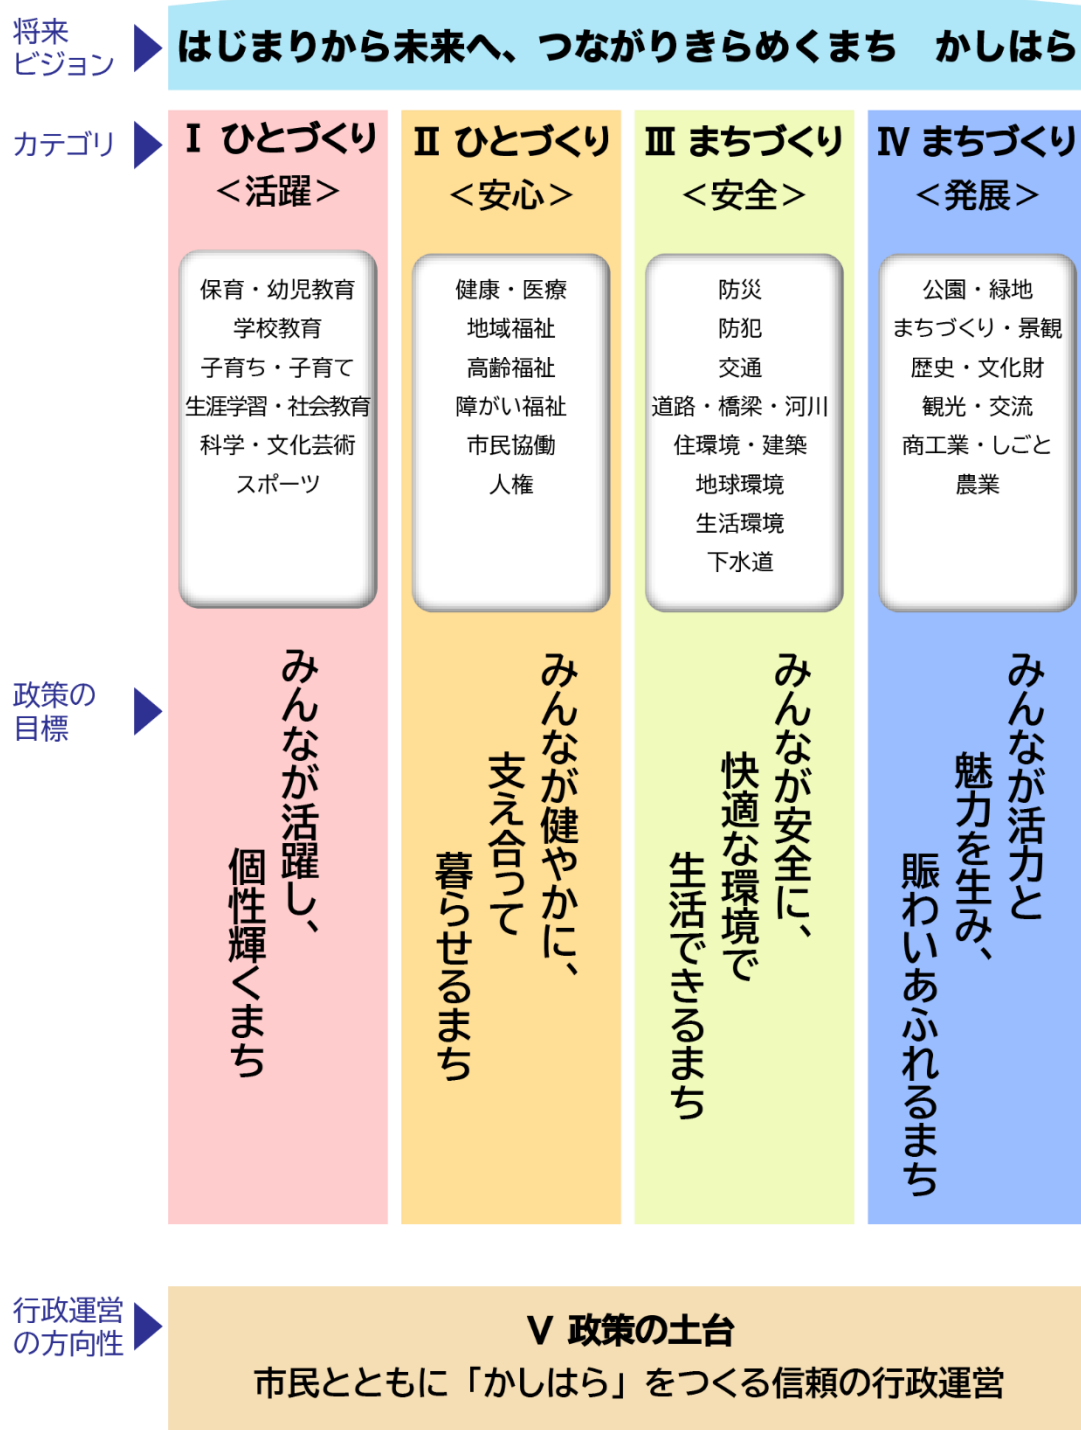 将来
ビジョン
はじまりから未来へ、つながりきらめくまち　かしはら
カテゴリ
Ⅰ ひとづくり
＜活躍＞
保育・幼児教育
学校教育
子育ち・子育て
生涯学習・社会教育
科学・文化芸術
スポーツ
Ⅱ ひとづくり
＜安心＞
健康・医療
地域福祉
高齢福祉
障がい福祉
市民協働
人権
Ⅲ まちづくり
＜安全＞
防災
防犯
交通
道路・橋梁・河川
住環境・建築
地球環境
生活環境
下水道
Ⅳ まちづくり
＜発展＞
公園・緑地
まちづくり・景観
歴史・文化財
観光・交流
商工業・しごと
農業
政策の
目標
みんなが活躍し、
個性輝くまち
みんなが健やかに、
支え合って
暮らせるまち
みんなが安全に、
快適な環境で
生活できるまち
みんなが活力と
魅力を生み、
賑わいあふれるまち
行政運営
の方向性
Ⅴ 政策の土台
市民とともに「かしはら」をつくる信頼の行政運営